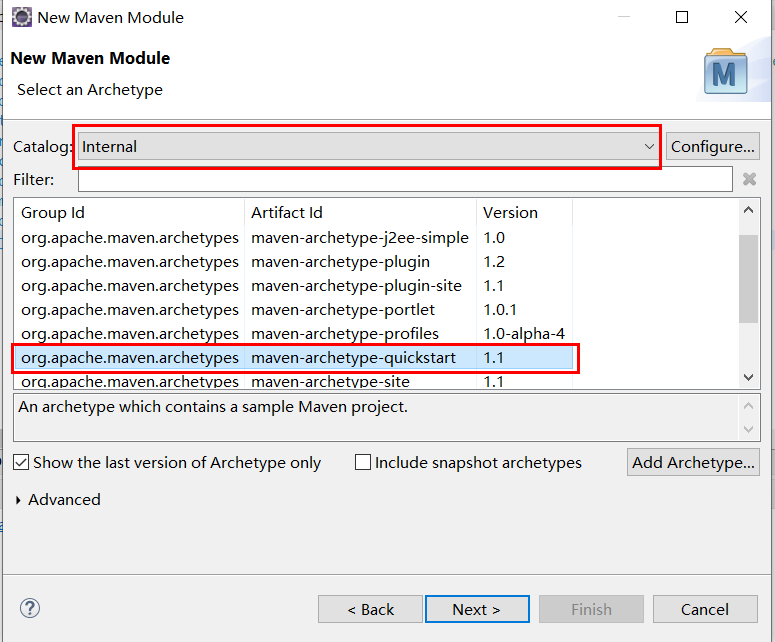 New Maven Module
New Maven Module
Select an Archetype
M
Catalog: Internal Configure...
Filter:
Group Id Artifact Id Version
org.apache.maven.archetypes maven-archetype-j2ee-simple 1.0
org.apache.maven.archetypes maven-archetype-plugin 1.2
org.apache.maven.archetypes maven-archetype-plugin-site 1.1
org.apache.maven.archetypes maven-archetype-portlet 1.0.1
org.apache.maven.archetypes maven-archetype-profiles 1.0-alpha-4
org.apache.maven.archetypes maven-archetype-quickstart 1.1
org.apache.maven.archetypes maven-archetype-site 1.1
An archetype which contains a sample Maven project.
Show the last version of Archetype only Include snapshot archetypes Add Archetype...
Advanced
? < Back Next > Finish Cancel